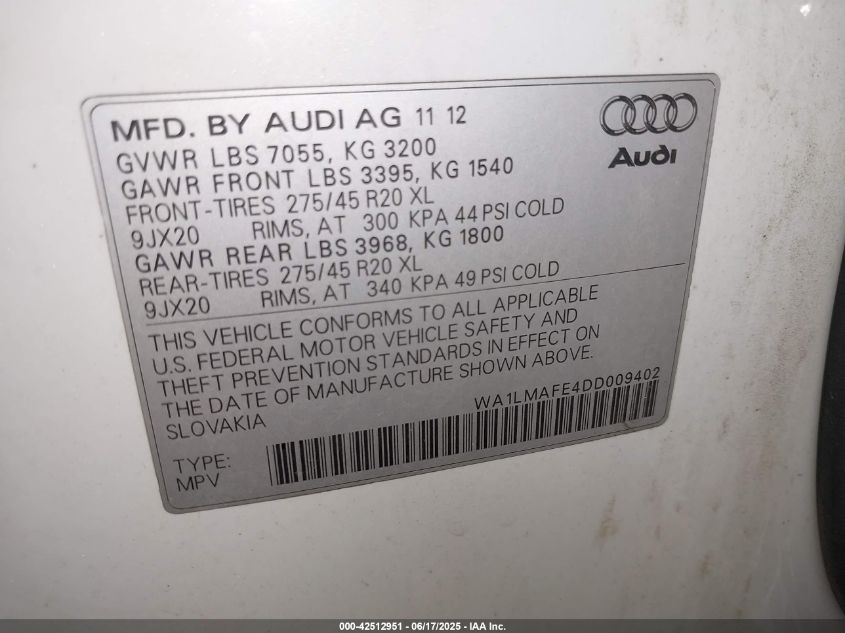 MFD. BY AUDI AG 11 12
Audi
GVWR LBS 7055, KG 3200
GAWR FRONT LBS 3395, KG 1540
FRONT-TIRES 275/45 R20 XL
9JX20 RIMS, AT 300 KPA 44 PSI COLD
GAWR REAR LBS 3968, KG 1800
REAR-TIRES 275/45 R20 XL
9JX20 RIMS, AT 340 KPA 49 PSI COLD
THIS VEHICLE CONFORMS TO ALL APPLICABLE
U.S. FEDERAL MOTOR VEHICLE SAFETY AND
THEFT PREVENTION STANDARDS IN EFFECT ON
THE DATE OF MANUFACTURE SHOWN ABOVE.
SLOVAKIA
WA1LMAFE4DD009402
TYPE:
MPV
000-42512951 - 06/17/2025 - IAA Inc.